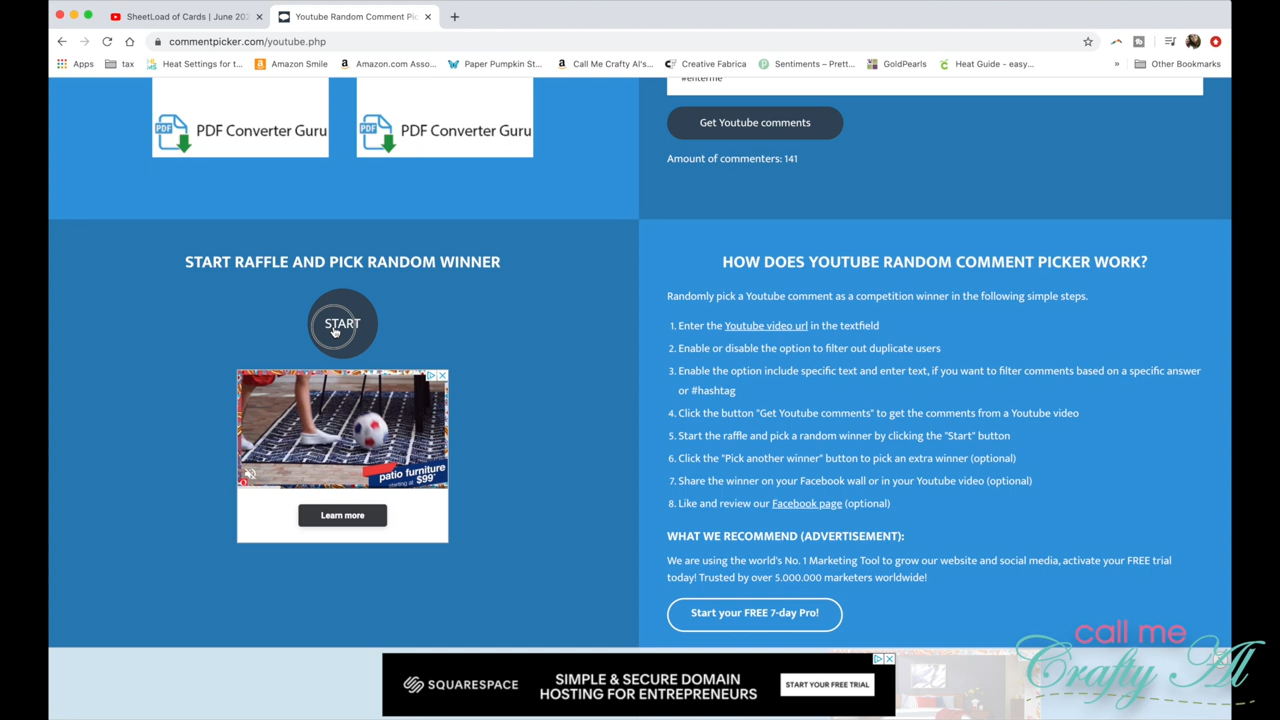 SheetLoad of Cards | June 202
Youtube Random Comment Pic
commentpicker.com/youtube.php
Apps
tax
Heat Settings for t...
Amazon Smile
Amazon.com Asso...
Paper Pumpkin St...
Call Me Crafty Al's...
Creative Fabrica
Sentiments – Prett...
GoldPearls
Heat Guide - easy...
»
Other Bookmarks
#enterme
PDF Converter Guru
PDF Converter Guru
Get Youtube comments
Amount of commenters: 141
START RAFFLE AND PICK RANDOM WINNER
START
patio furniture
starting at $99*
Learn more
HOW DOES YOUTUBE RANDOM COMMENT PICKER WORK?
Randomly pick a Youtube comment as a competition winner in the following simple steps.
1. Enter the Youtube video url in the textfield
2. Enable or disable the option to filter out duplicate users
3. Enable the option include specific text and enter text, if you want to filter comments based on a specific answer
or #hashtag
4. Click the button "Get Youtube comments" to get the comments from a Youtube video
5. Start the raffle and pick a random winner by clicking the "Start" button
6. Click the "Pick another winner" button to pick an extra winner (optional)
7. Share the winner on your Facebook wall or in your Youtube video (optional)
8. Like and review our Facebook page (optional)
WHAT WE RECOMMEND (ADVERTISEMENT):
We are using the world's No. 1 Marketing Tool to grow our website and social media, activate your FREE trial
today! Trusted by over 5.000.000 marketers worldwide!
Start your FREE 7-day Pro!
SQUARESPACE
SIMPLE & SECURE DOMAIN
HOSTING FOR ENTREPRENEURS
START YOUR FREE TRIAL
call me
Crafty Al